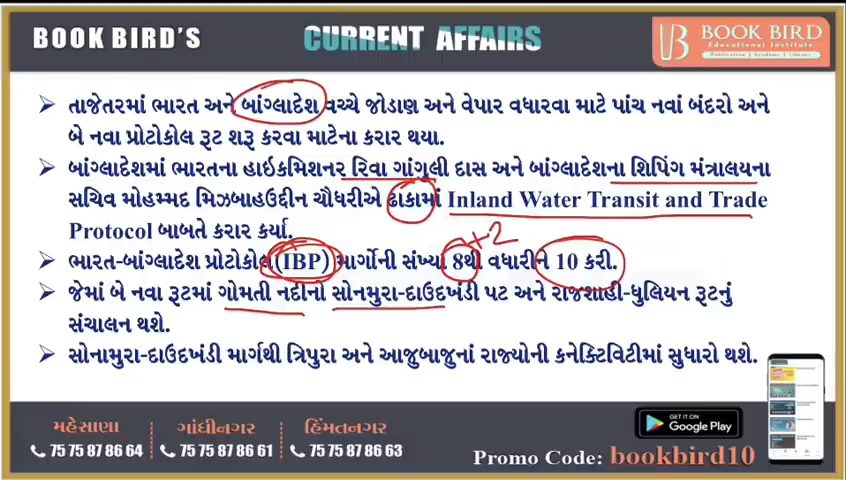 BOOK BIRD'S
CURRENT AFFAIRS
BOOK BIRD
Educational Institute
Publication | Academy | Library
➤ તાજેતરમાં ભારત અને બાંગ્લાદેશ વચ્ચે જોડાણ અને વેપાર વધારવા માટે પાંચ નવાં બંદરો અને
બે નવા પ્રોટોકોલ રૂટ શરૂ કરવા માટેના કરાર થયા.
➤ બાંગ્લાદેશમાં ભારતના હાઇકમિશનર રિવા ગાંગુલી દાસ અને બાંગ્લાદેશના શિપિંગ મંત્રાલયના
સચિવ મોહમ્મદ મિઝબાહઉદ્દીન ચૌધરીએ ઢાકામાં Inland Water Transit and Trade
Protocol બાબતે કરાર કર્યા.
+2
➤ ભારત-બાંગ્લાદેશ પ્રોટોકોલ (IBP) માર્ગોની સંખ્યા 8થી વધારીને 10 કરી.
➤ જેમાં બે નવા રૂટમાં ગોમતી નદીનો સોનમુરા-દાઉદખંડી પટ અને રાજશાહી-ધુલિયન રૂટનું
સંચાલન થશે.
➤ સોનામુરા-દાઉદખંડી માર્ગથી ત્રિપુરા અને આજુબાજુનાં રાજ્યોની કનેક્ટિવિટીમાં સુધારો થશે.
મહેસાણા
75 75 87 86 64
ગાંધીનગર
75 75 87 86 61
હિંમતનગર
75 75 87 86 63
GET IT ON
Google Play
Promo Code: bookbird10